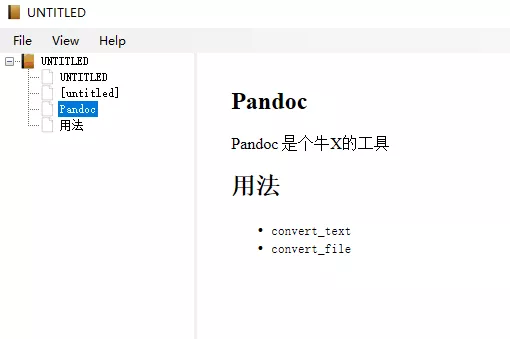 UNTITLED
File View Help
UNTITLED
UNTITLED
[untitled]
Pandoc
用法
Pandoc
Pandoc 是个牛X的工具
用法
• convert_text
• convert_file